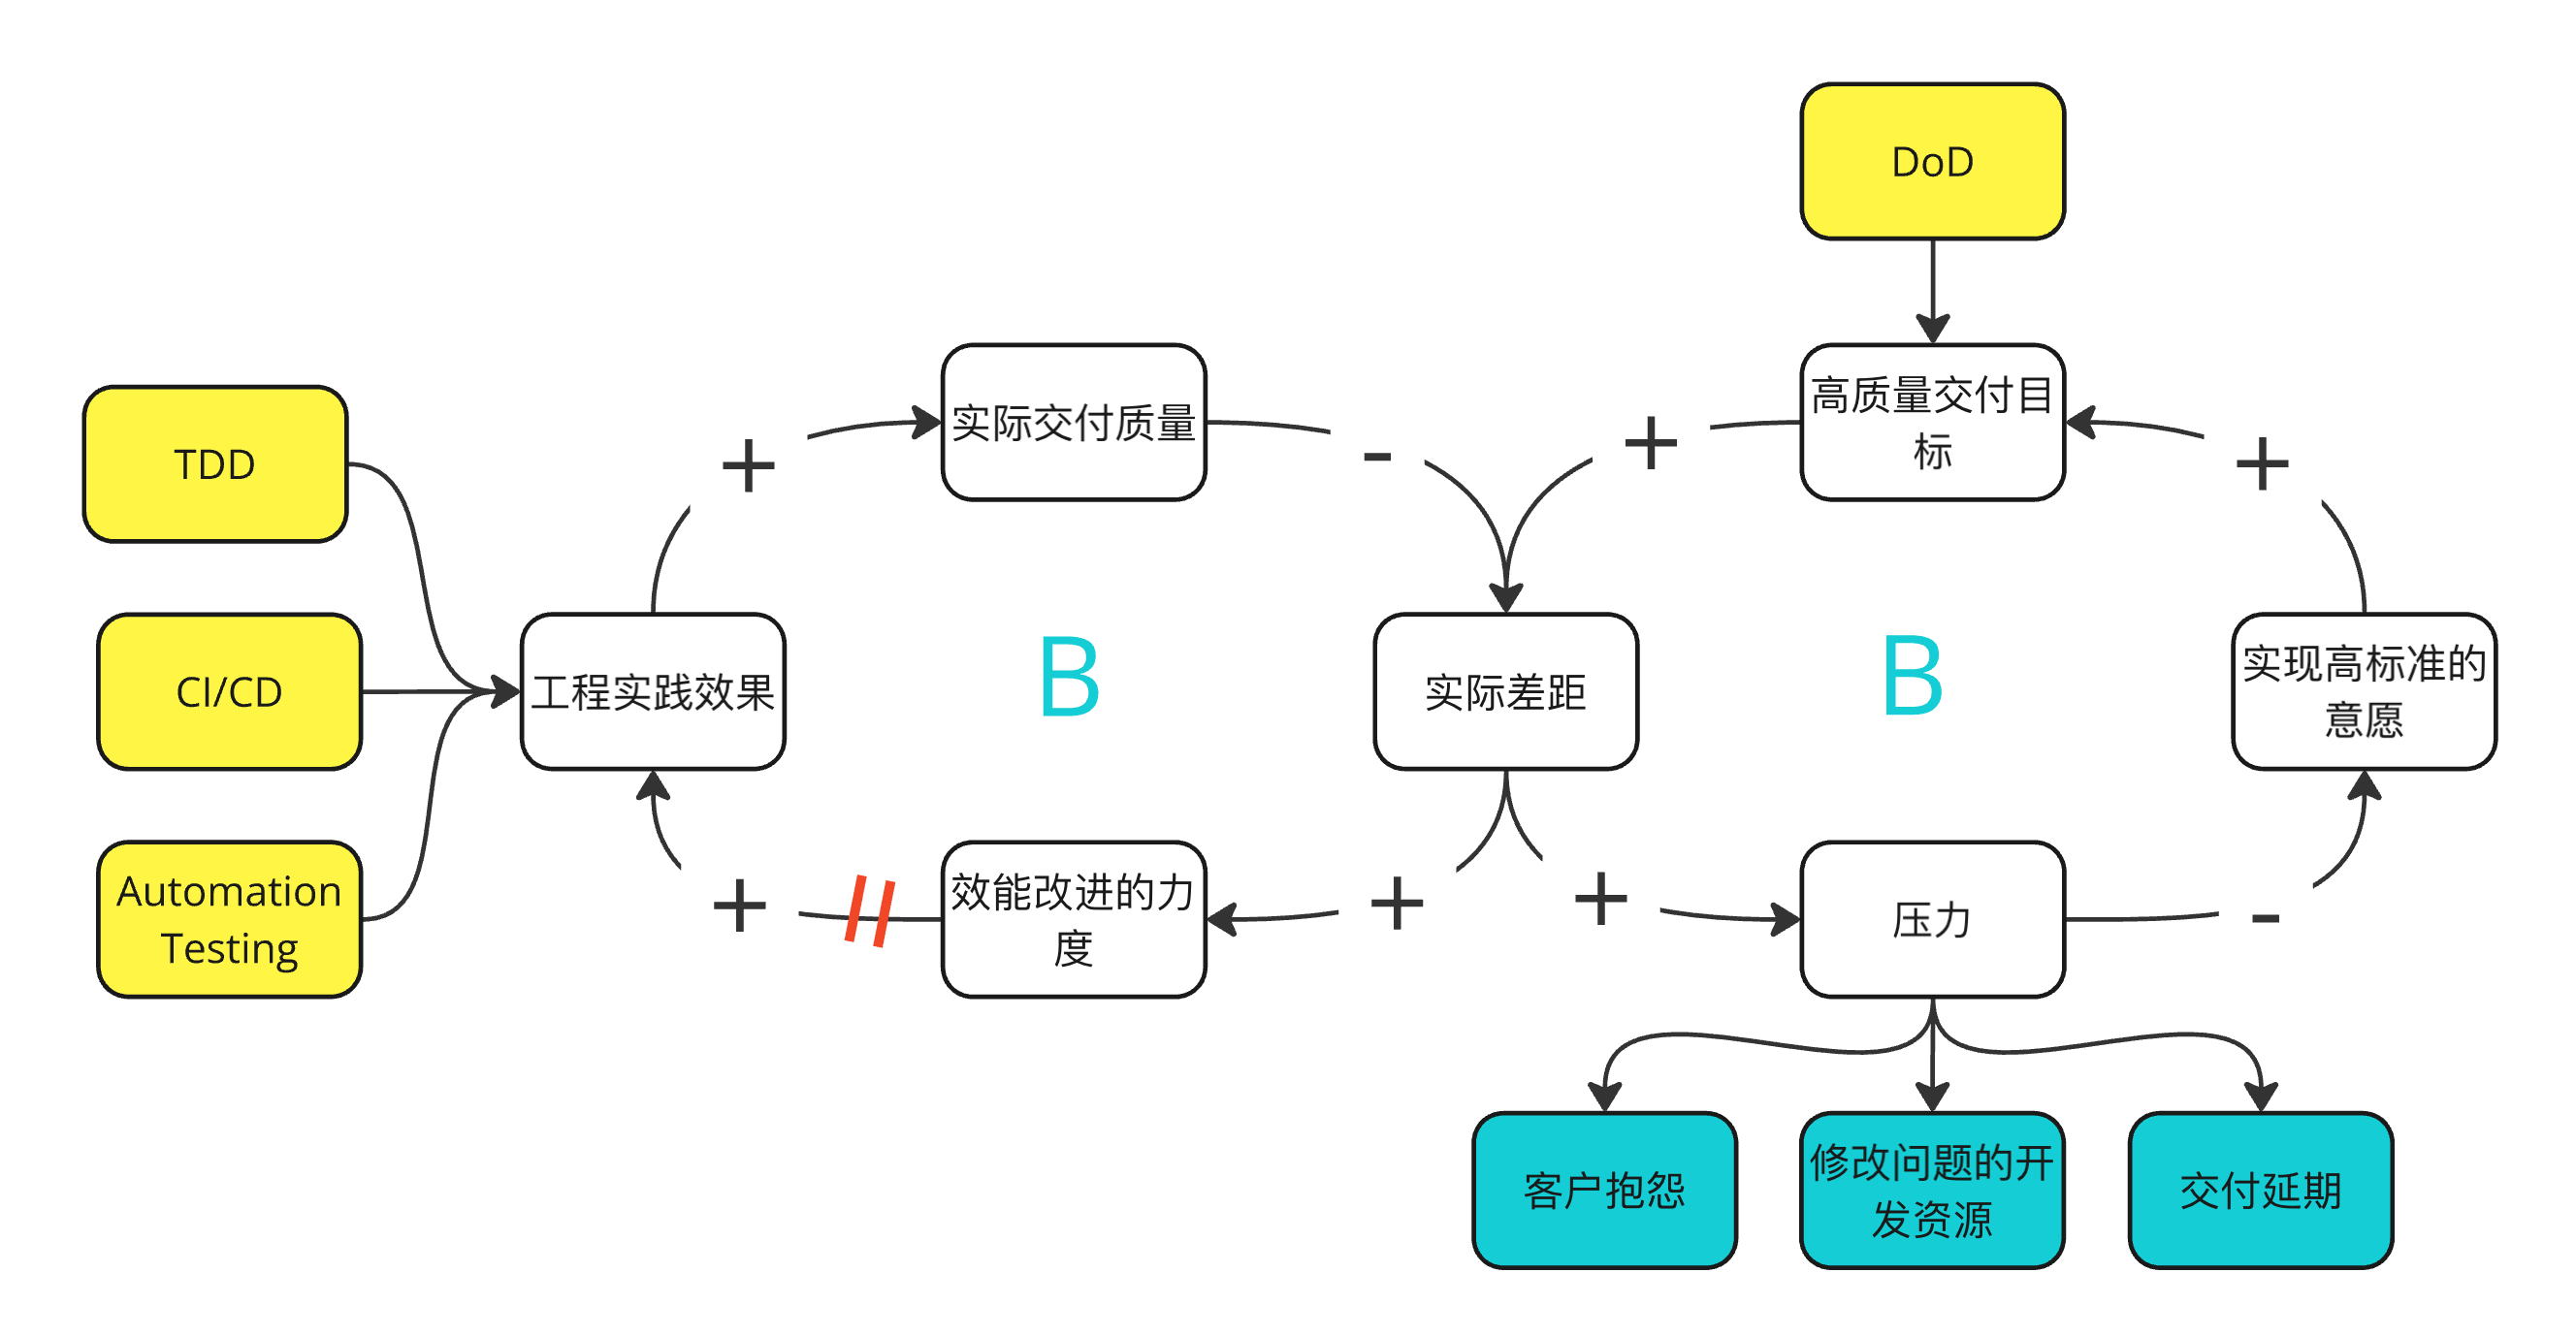 DoD
实际交付质量
高质量交付目
标
TDD
+
-
+
+
CI/CD
工程实践效果
B
实际差距
B
实现高标准的
意愿
Automation
Testing
+
效能改进的力
度
+
+
压力
-
客户抱怨
修改问题的开
发资源
交付延期